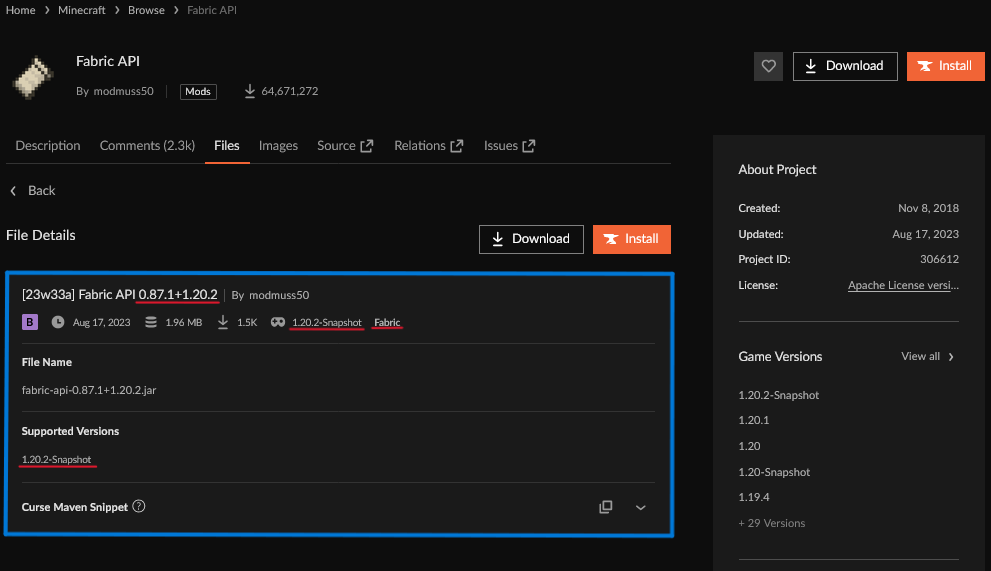 Home > Minecraft > Browse > Fabric API
Fabric API
By modmuss50 | Mods 64,671,272
Download Install
Description Comments (2.3k) Files Images Source Relations Issues
Back
File Details
Download Install
[23w33a] Fabric API 0.87.1+1.20.2 | By modmuss50
B Aug 17, 2023 1.96 MB 1.5K 1.20.2-Snapshot Fabric
File Name
fabric-api-0.87.1+1.20.2.jar
Supported Versions
1.20.2-Snapshot
Curse Maven Snippet ?
About Project
Created: Nov 8, 2018
Updated: Aug 17, 2023
Project ID: 306612
License: Apache License versi...
Game Versions View all >
1.20.2-Snapshot
1.20.1
1.20
1.20-Snapshot
1.19.4
+ 29 Versions